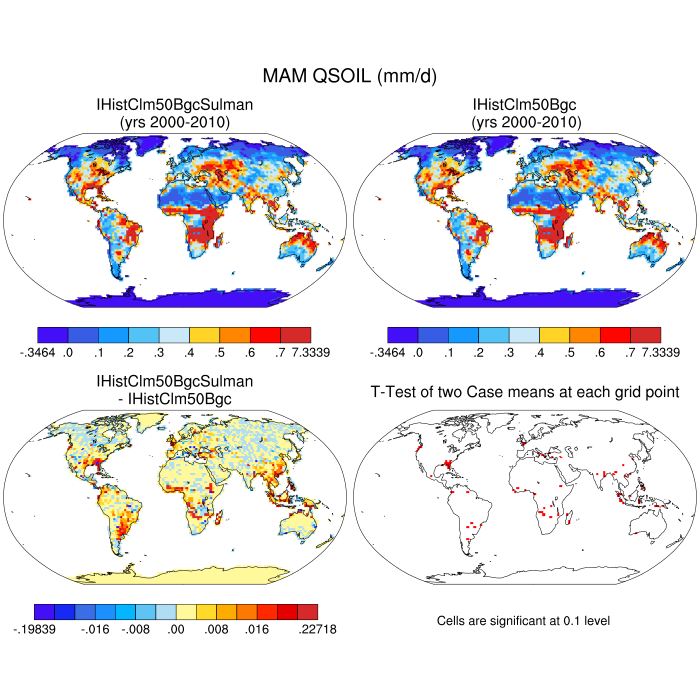 MAM QSOIL (mm/d)
IHistClm50BgcSulman
(yrs 2000-2010)
IHistClm50Bgc
(yrs 2000-2010)
-.3464 .0 .1 .2 .3 .4 .5 .6 .7 7.3339
-.3464 .0 .1 .2 .3 .4 .5 .6 .7 7.3339
IHistClm50BgcSulman
- IHistClm50Bgc
T-Test of two Case means at each grid point
-.19839 -.016 -.008 .00 .008 .016 .22718
Cells are significant at 0.1 level